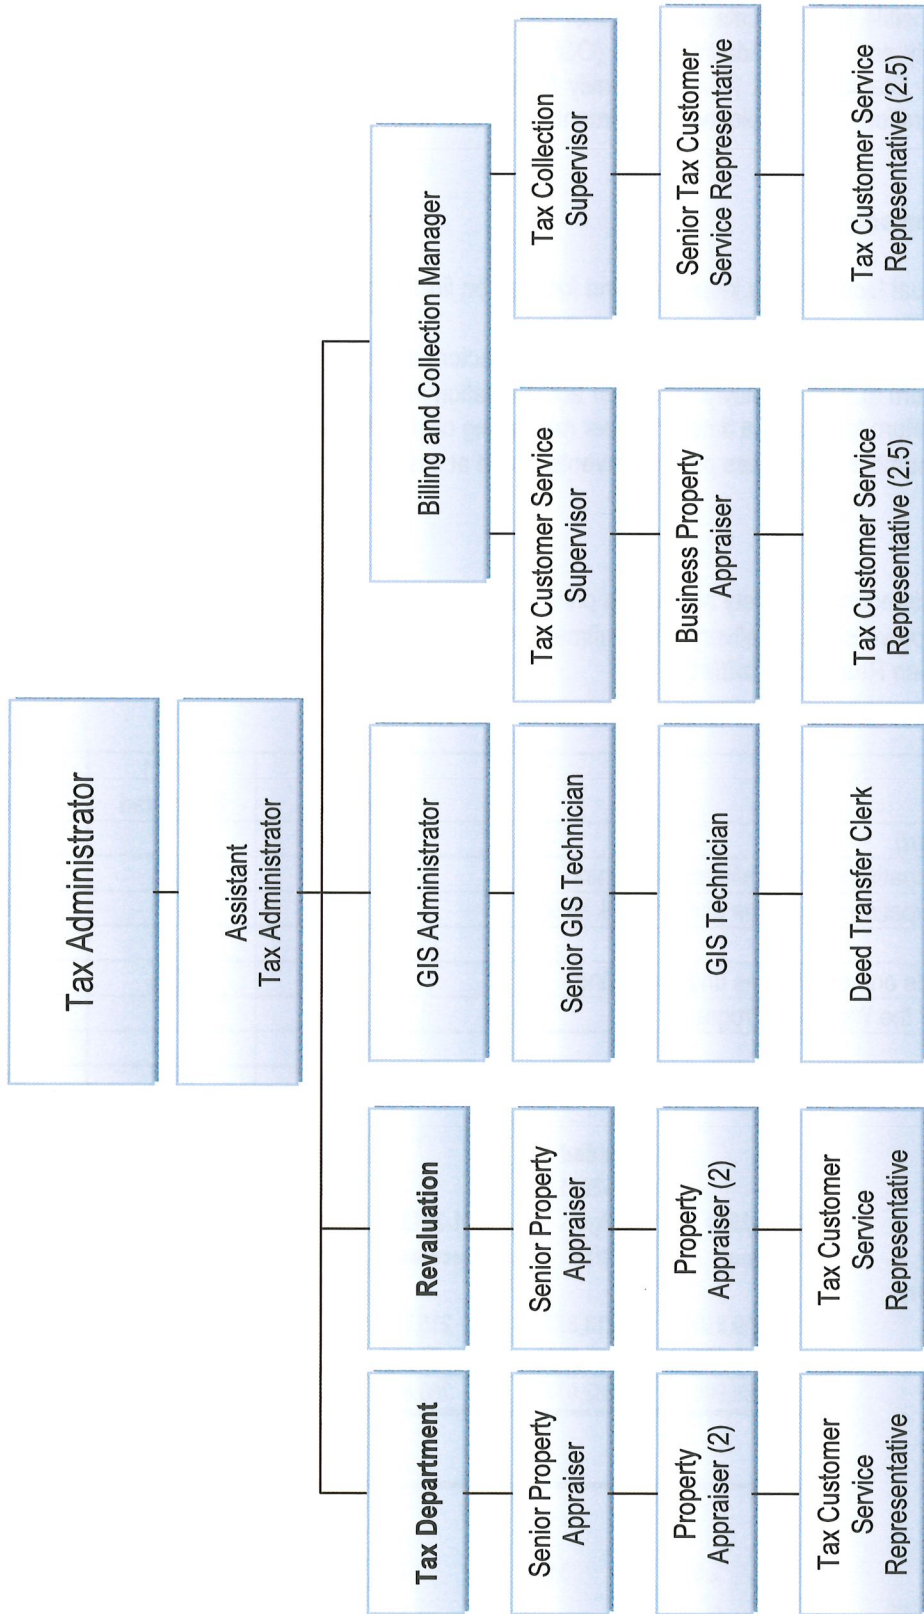 Tax Administrator
Assistant
Tax Administrator
Tax Department
Senior Property
Appraiser
Property
Appraiser (2)
Tax Customer
Service
Representative
Revaluation
Senior Property
Appraiser
Property
Appraiser (2)
Tax Customer
Service
Representative
GIS Administrator
Senior GIS Technician
GIS Technician
Deed Transfer Clerk
Billing and Collection Manager
Tax Customer Service
Supervisor
Business Property
Appraiser
Tax Customer Service
Representative (2.5)
Tax Collection
Supervisor
Senior Tax Customer
Service Representative
Tax Customer Service
Representative (2.5)